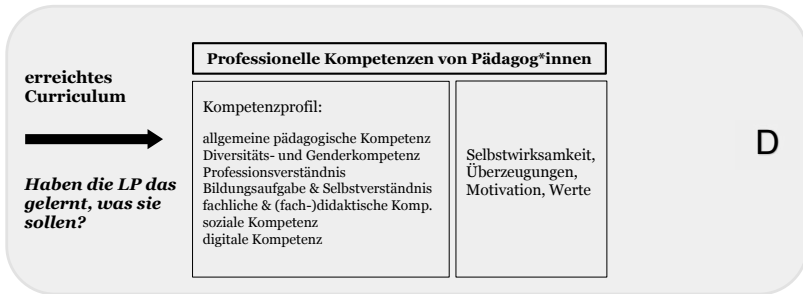 Professionelle Kompetenzen von Pädagog*innen
erreichtes
Curriculum
Haben die LP das
gelernt, was sie
sollen?
Kompetenzprofil:
allgemeine pädagogische Kompetenz
Diversitäts- und Genderkompetenz
Professionsverständnis
Bildungsaufgabe & Selbstverständnis
fachliche & (fach-)didaktische Komp.
soziale Kompetenz
digitale Kompetenz
Selbstwirksamkeit,
Überzeugungen,
Motivation, Werte
D